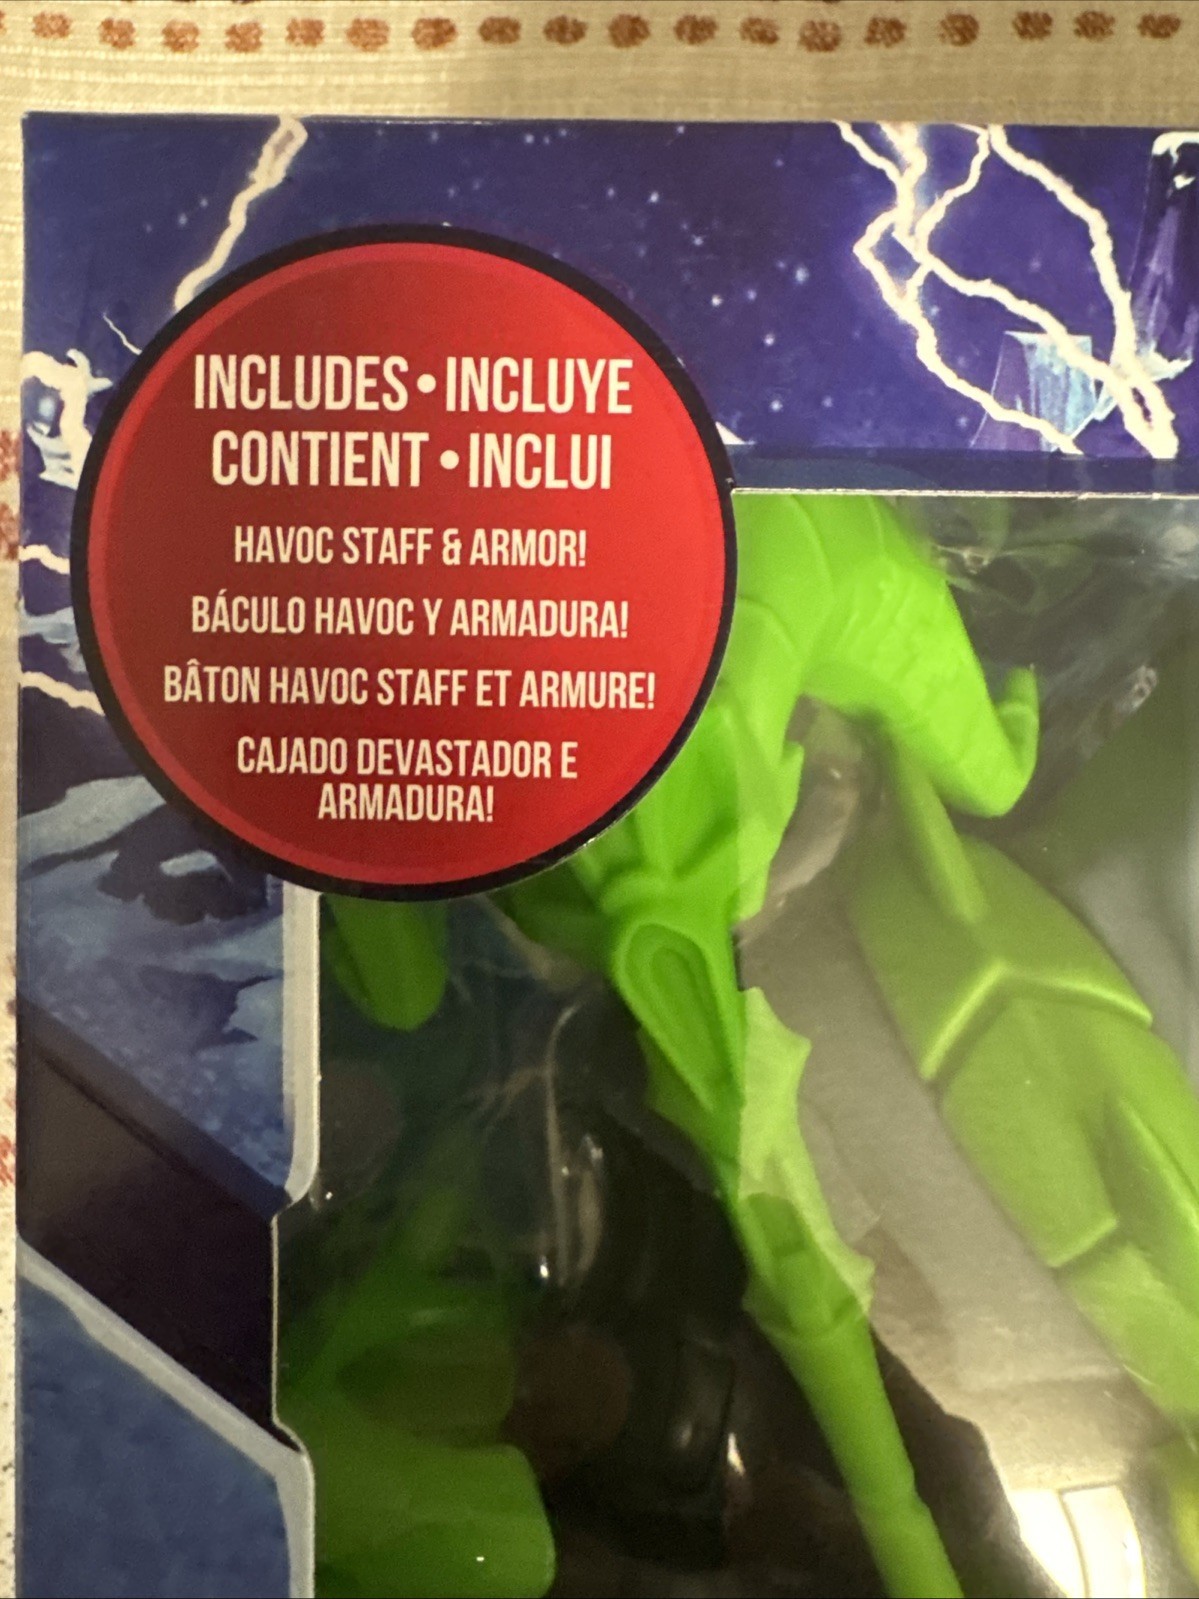 INCLUDES • INCLUYE
CONTIENT • INCLUI
HAVOC STAFF & ARMOR!
BÁCULO HAVOC Y ARMADURA!
BÂTON HAVOC STAFF ET ARMURE!
CAJADO DEVASTADOR E
ARMADURA!